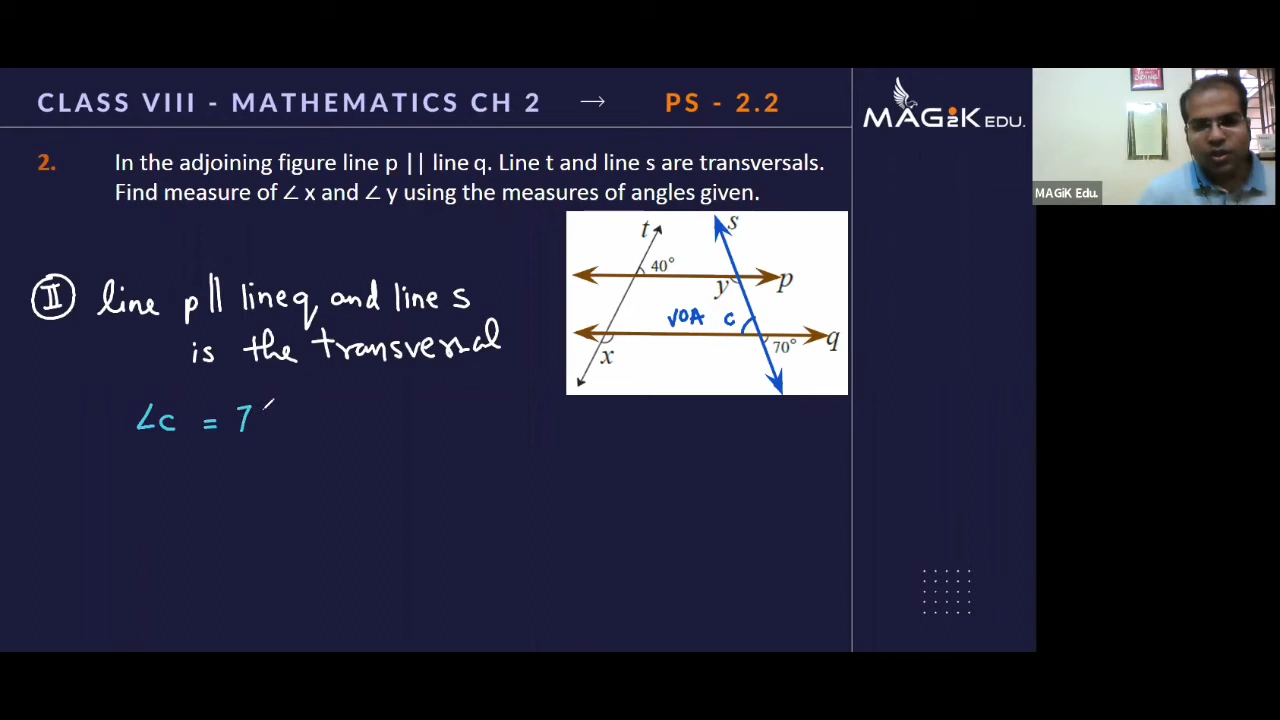 CLASS VIII - MATHEMATICS CH 2 → PS - 2.2
MAGiK EDU.
2. In the adjoining figure line p || line q. Line t and line s are transversals.
Find measure of ∠ x and ∠ y using the measures of angles given.
MAGiK Edu.
t
s
40°
y
p
VOA c
x
70°
q
II line p || line q and line s
is the transversal
∠c = 7